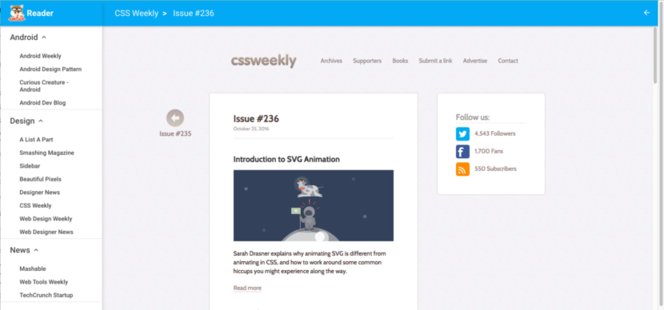 Reader
CSS Weekly > Issue #236
Android
Android Weekly
Android Design Pattern
Curious Creature -
Android
Android Dev Blog
Design
A List A Part
Smashing Magazine
Sidebar
Beautiful Pixels
Designer News
CSS Weekly
Web Design Weekly
Web Designer News
News
Mashable
Web Tools Weekly
TechCrunch Startup
cssweekly
Archives
Supporters
Books
Submit a link
Advertise
Contact
Issue #235
Issue #236
October 25, 2016
Introduction to SVG Animation
Sarah Drasner explains why animating SVG is different from
animating in CSS, and how to work around some common
hiccups you might experience along the way.
Read more
Follow us:
4,543 Followers
1,700 Fans
550 Subscribers